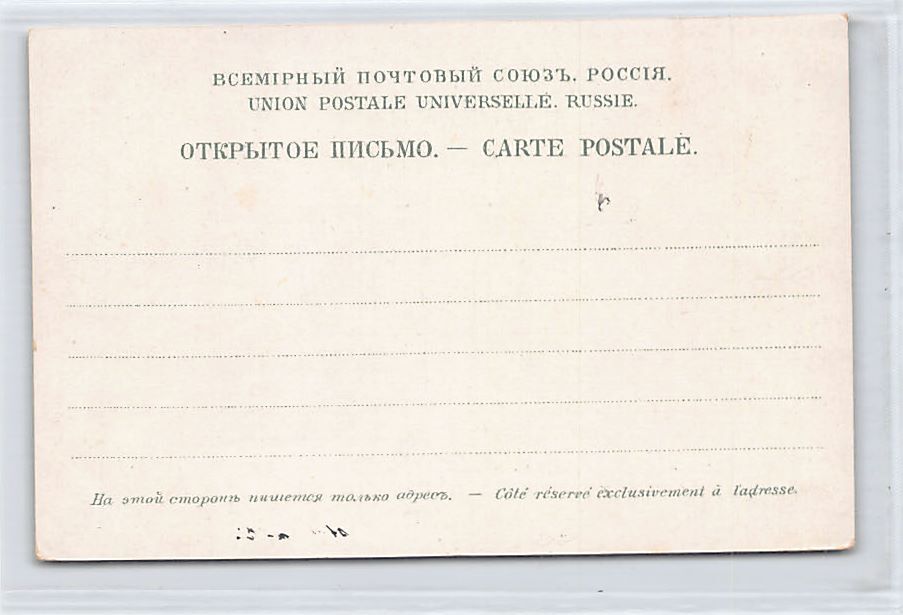 ВСЕМІРНЫЙ ПОЧТОВЫЙ СОЮЗЪ. РОССІЯ.
UNION POSTALE UNIVERSELLE. RUSSIE.
ОТКРЫТОЕ ПИСЬМО. — CARTE POSTALE.
На этой сторонѣ пишется только адресъ. — Côté réservé exclusivement à l'adresse.